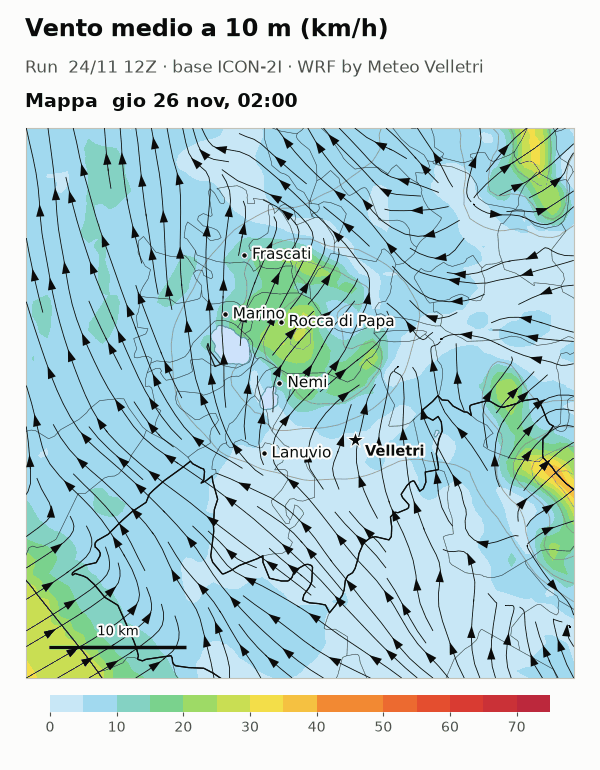 Vento medio a 10 m (km/h)
Run  24/11 12Z · base ICON-2I · WRF by Meteo Velletri
Mappa  gio 26 nov, 02:00
Frascati
Marino
Rocca di Papa
Nemi
Velletri
Lanuvio
10 km
0 10 20 30 40 50 60 70